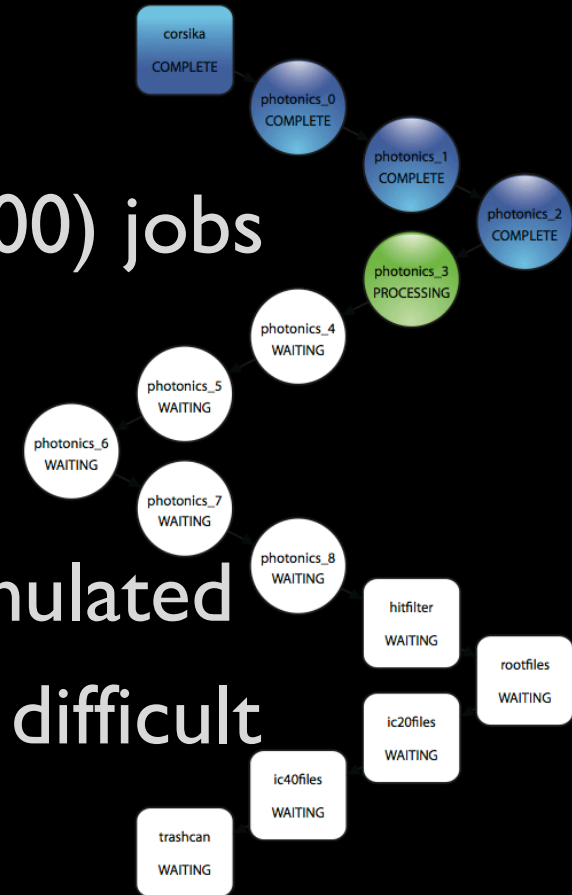 corsika
COMPLETE
photonics_0
COMPLETE
photonics_1
COMPLETE
00) jobs
photonics_2
COMPLETE
photonics_3
PROCESSING
photonics_4
WAITING
photonics_5
WAITING
photonics_6
WAITING
photonics_7
WAITING
photonics_8
WAITING
hitfilter
WAITING
rootfiles
WAITING
difficult
ic20files
WAITING
ic40files
WAITING
trashcan
WAITING